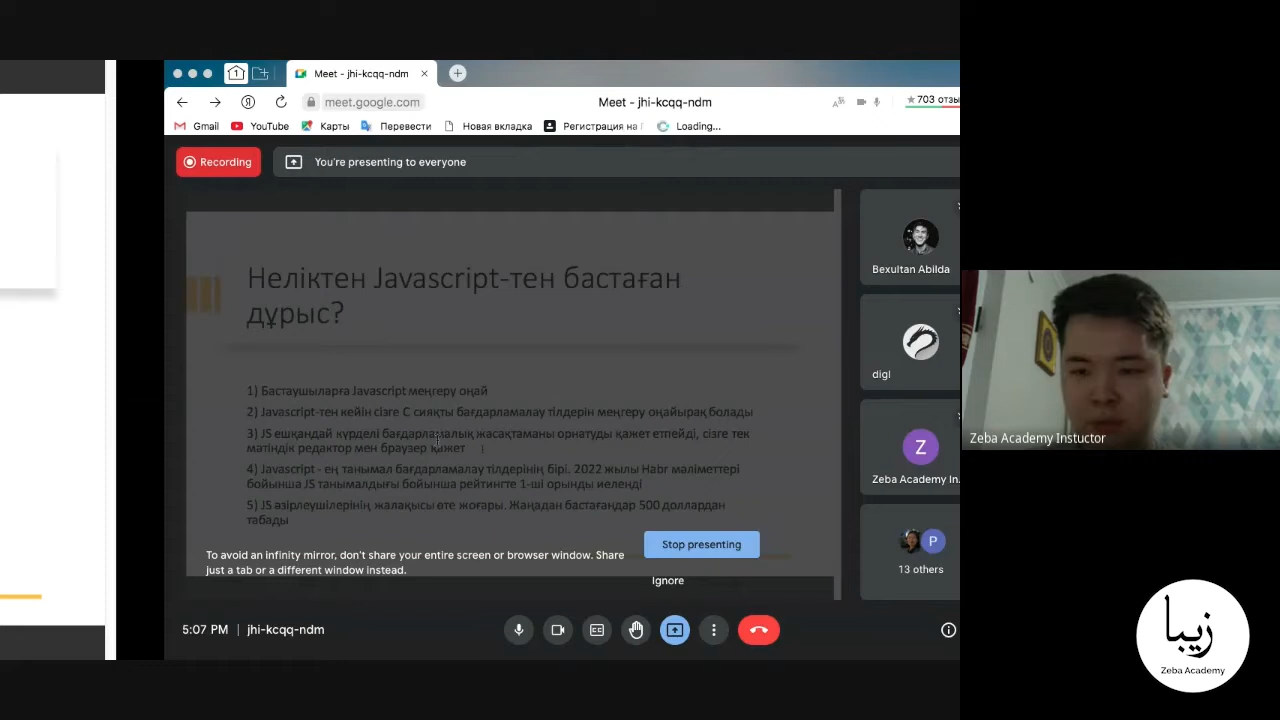 Meet - jhi-kcqq-ndm
meet.google.com
Meet - jhi-kcqq-ndm
703 отзы
Gmail
YouTube
Карты
Перевести
Новая вкладка
Регистрация на
Loading...
Recording
You're presenting to everyone
Неліктен Javascript-тен бастаған
дұрыс?
1) Бастаушыларға Javascript меңгеру оңай
2) Javascript-тен кейін сізге C сияқты бағдарламалау тілдерін меңгеру оңайырақ болады
3) JS ешқандай күрделі бағдарламалық жасақтаманы орнатуды қажет етпейді, сізге тек
мәтіндік редактор мен браузер қажет
4) Javascript - ең танымал бағдарламалау тілдерінің бірі. 2022 жылы Habr мәліметтері
бойынша JS танымалдығы бойынша рейтингте 1-ші орынды иеленді
5) JS әзірлеушілерінің жалақысы өте жоғары. Жаңадан бастағандар 500 доллардан
табады
To avoid an infinity mirror, don't share your entire screen or browser window. Share
just a tab or a different window instead.
Stop presenting
Ignore
Bexultan Abilda
digl
Z
Zeba Academy In.
P
13 others
5:07 PM | jhi-kcqq-ndm
Zeba Academy Instuctor
زیبا
Zeba Academy